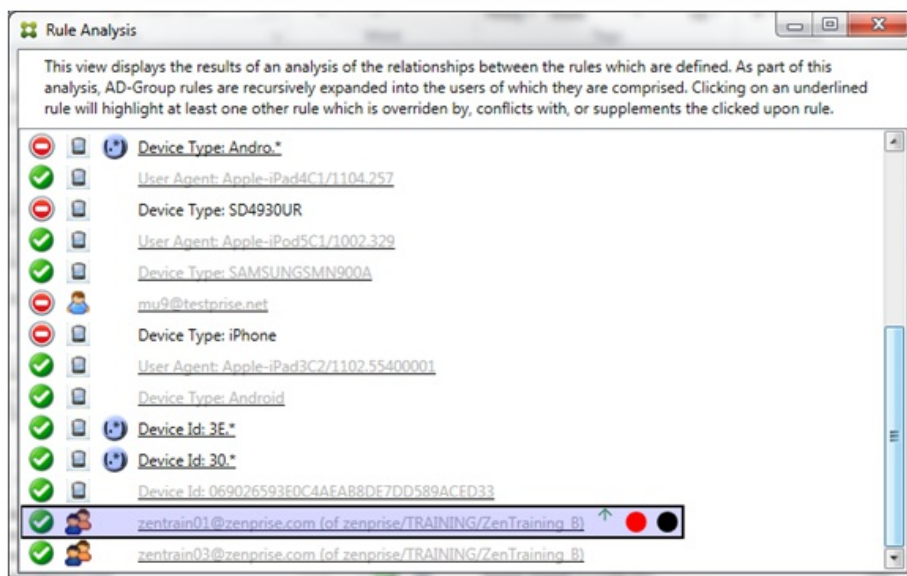 Rule Analysis
This view displays the results of an analysis of the relationships between the rules which are defined. As part of this
analysis, AD-Group rules are recursively expanded into the users of which they are comprised. Clicking on an underlined
rule will highlight at least one other rule which is overriden by, conflicts with, or supplements the clicked upon rule.
(.*) Device Type: Andro.*
User Agent: Apple-iPad4C1/1104.257
Device Type: SD4930UR
User Agent: Apple-iPod5C1/1002.329
Device Type: SAMSUNGSMN900A
mu9@testprise.net
Device Type: iPhone
User Agent: Apple-iPad3C2/1102.55400001
Device Type: Android
(.*) Device Id: 3E.*
(.*) Device Id: 30.*
Device Id: 069026593E0C4AEAB8DE7DD589ACED33
zentrain01@zenprise.com (of zenprise/TRAINING/ZenTraining_B)
zentrain03@zenprise.com (of zenprise/TRAINING/ZenTraining_B)